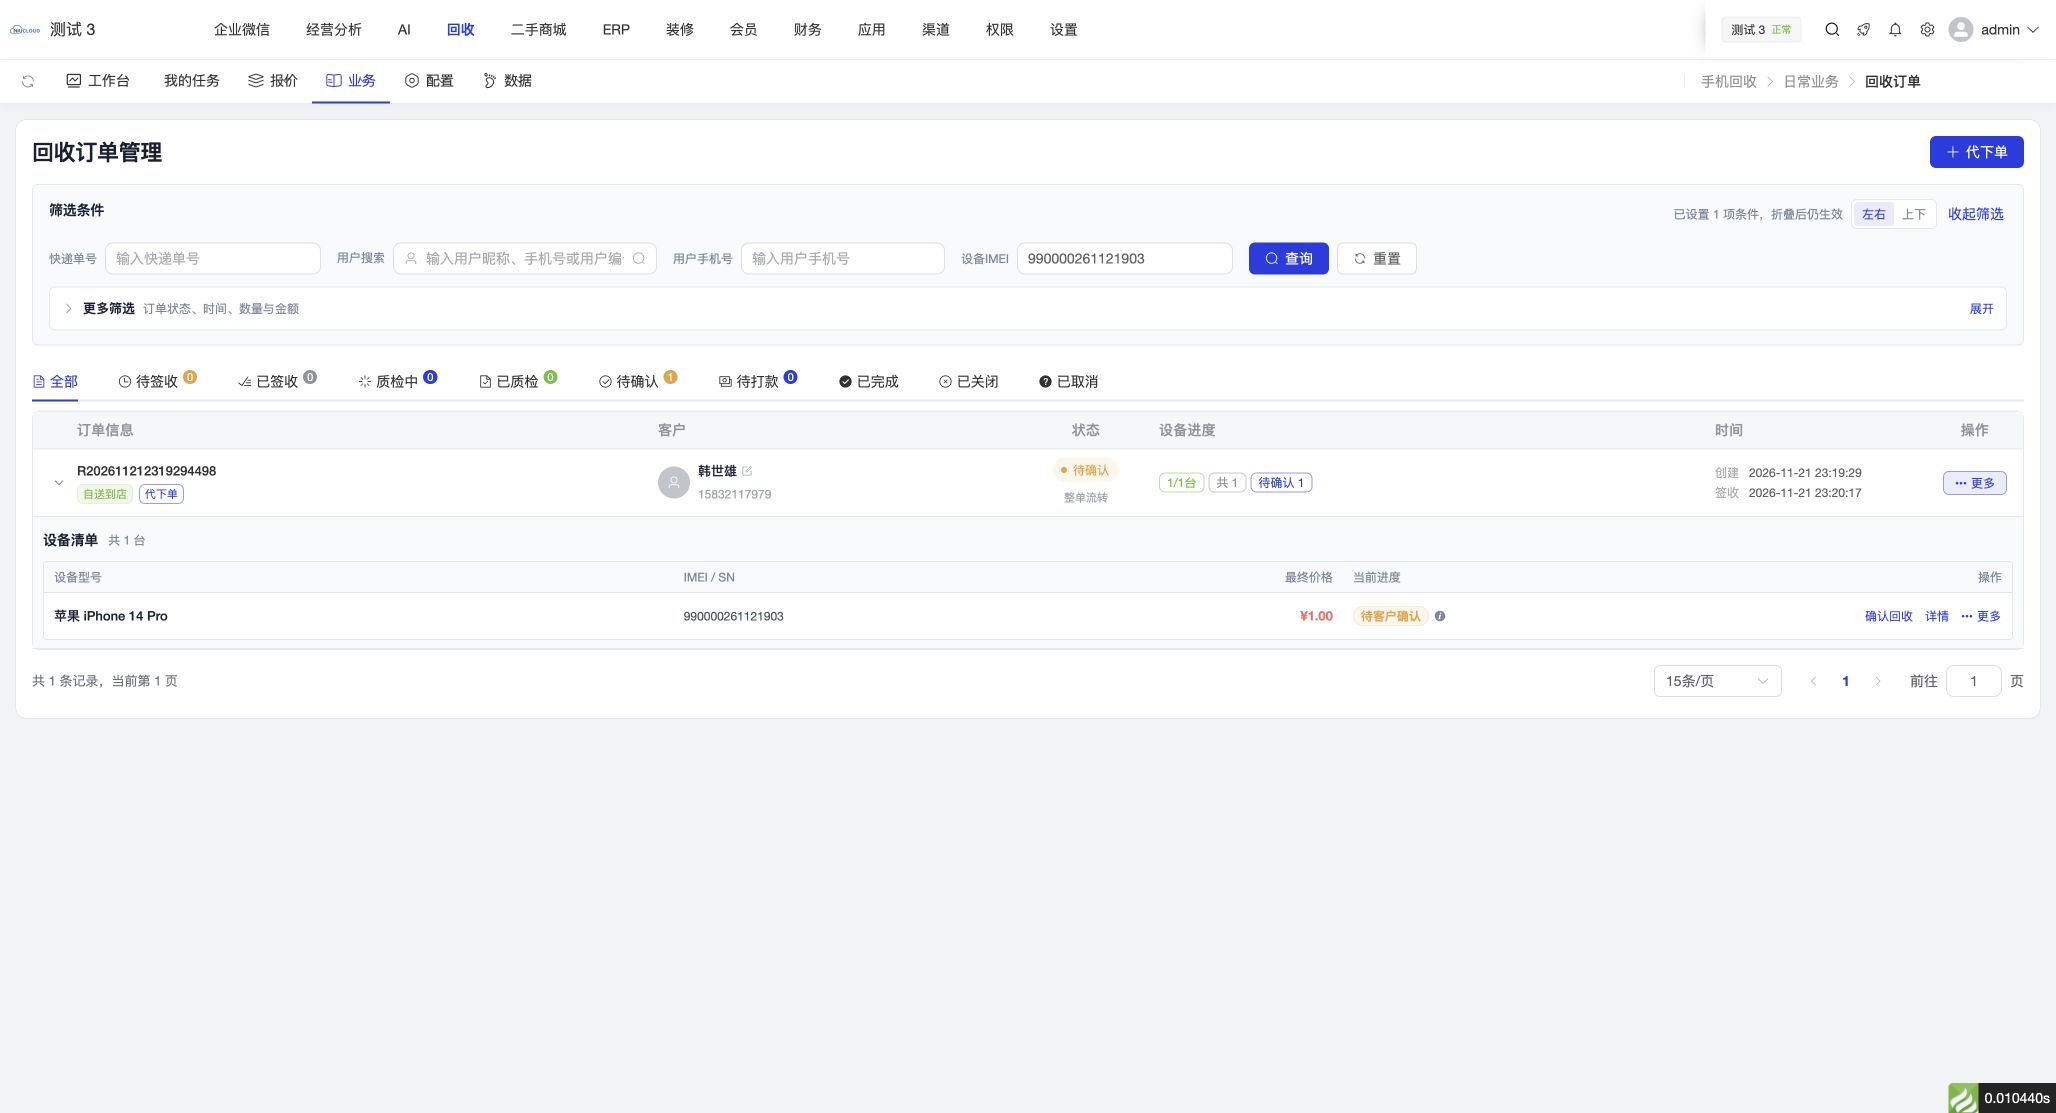 测试 3 企业微信 经营分析 AI 回收 二手商城 ERP 装修 会员 财务 应用 渠道 权限 设置 测试 3 正常 admin
工作台 我的任务 报价 业务 配置 数据 手机回收 > 日常业务 > 回收订单
回收订单管理 + 代下单
筛选条件 已设置 1 项条件，折叠后仍生效 左右 上下 收起筛选
快递单号 输入快递单号 用户搜索 输入用户昵称、手机号或用户编 用户手机号 输入用户手机号 设备IMEI 990000261121903 查询 重置
更多筛选 订单状态、时间、数量与金额 展开
全部 待签收 0 已签收 0 质检中 0 已质检 0 待确认 1 待打款 0 已完成 已关闭 已取消
订单信息 客户 状态 设备进度 时间 操作
R202611212319294498 韩世雄 待确认 1/1台 共 1 待确认 1 创建 2026-11-21 23:19:29 ··· 更多
自送到店 代下单 15832117979 整单流转 签收 2026-11-21 23:20:17
设备清单 共 1 台
设备型号 IMEI / SN 最终价格 当前进度 操作
苹果 iPhone 14 Pro 990000261121903 ¥1.00 待客户确认 确认回收 详情 ··· 更多
共 1 条记录，当前第 1 页 15条/页 < 1 > 前往 1 页
0.010440s